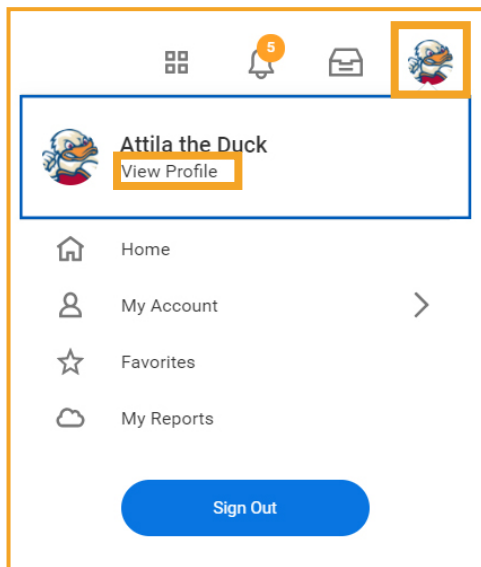 5
Attila the Duck
View Profile
Home
My Account
Favorites
My Reports
Sign Out